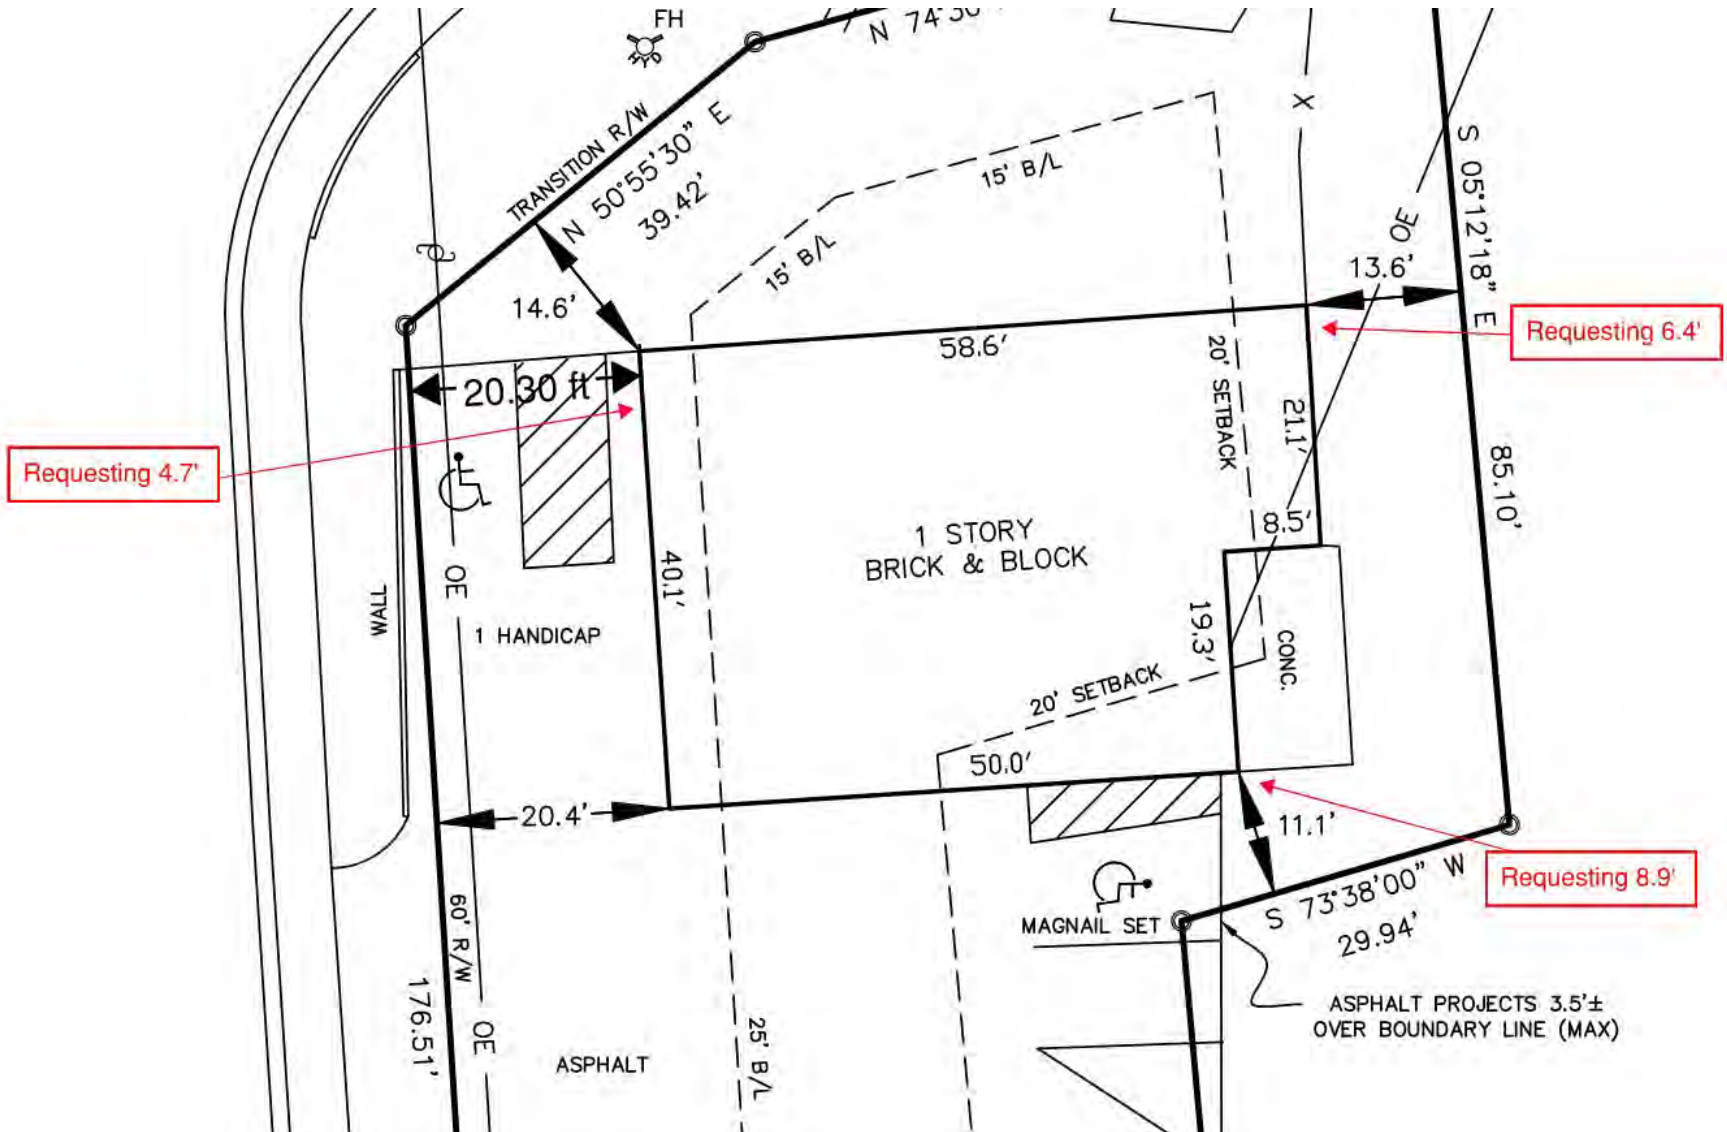 FH
HYD
N 74°30'
TRANSITION R/W
N 50°55'30" E
39.42'
X
S 05°12'18" E
85.10'
15' B/L
15' B/L
OE
13.6'
14.6'
Requesting 6.4'
58.6'
20.30 ft
20' SETBACK
21.1'
Requesting 4.7'
8.5'
1 STORY
BRICK & BLOCK
40.1'
OE
WALL
1 HANDICAP
19.3'
CONC.
20' SETBACK
50.0'
20.4'
11.1'
Requesting 8.9'
S 73°38'00" W
29.94'
MAGNAIL SET
60' R/W
176.51'
OE
ASPHALT
25' B/L
ASPHALT PROJECTS 3.5'±
OVER BOUNDARY LINE (MAX)